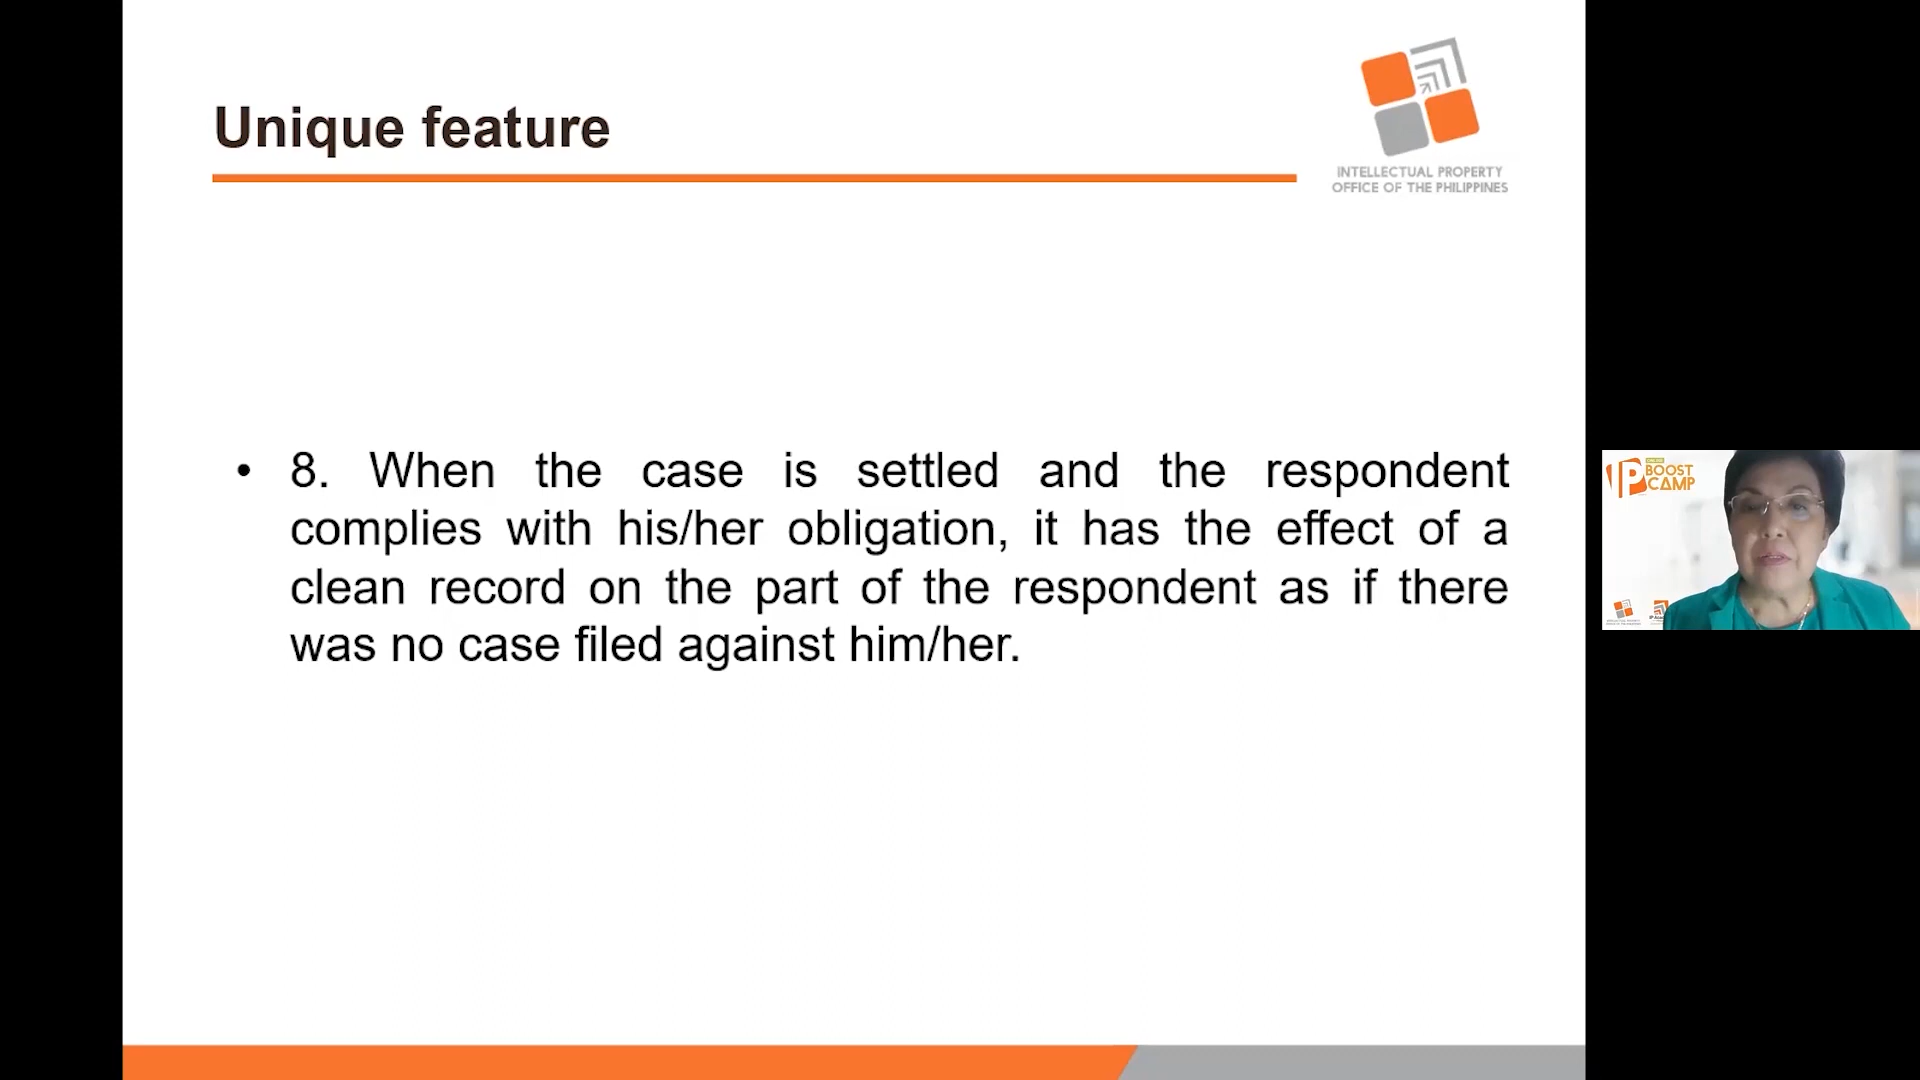 Unique feature
INTELLECTUAL PROPERTY
OFFICE OF THE PHILIPPINES
• 8. When the case is settled and the respondent
complies with his/her obligation, it has the effect of a
clean record on the part of the respondent as if there
was no case filed against him/her.
IP BOOST
CAMP